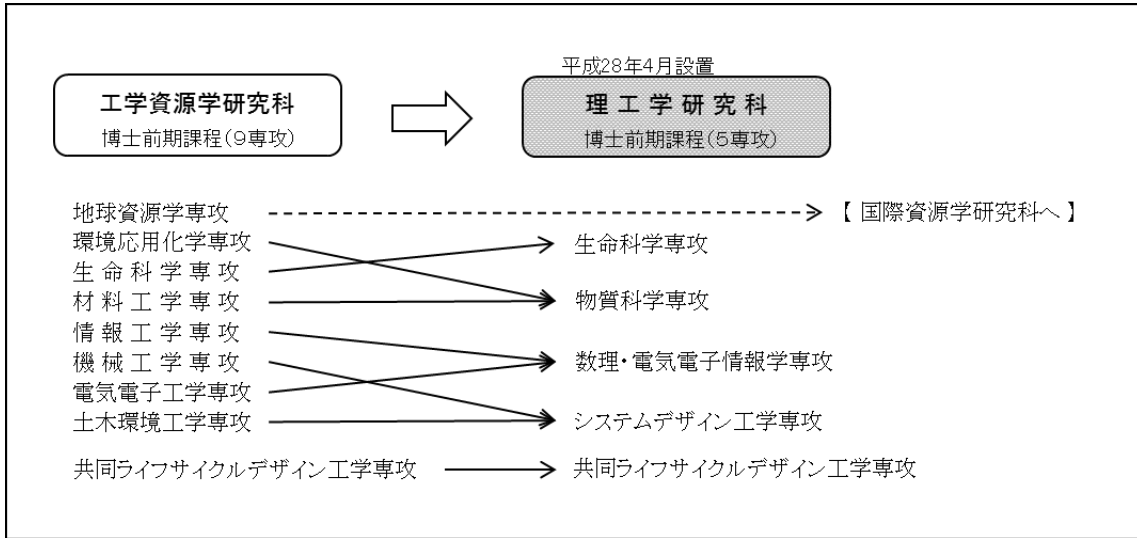 平成28年4月設置
工学資源学研究科
博士前期課程(9専攻)
理工学研究科
博士前期課程(5専攻)
地球資源学専攻
【 国際資源学研究科へ 】
環境応用化学専攻
生命科学専攻
生命科学専攻
材料工学専攻
物質科学専攻
情報工学専攻
機械工学専攻
数理・電気電子情報学専攻
電気電子工学専攻
土木環境工学専攻
システムデザイン工学専攻
共同ライフサイクルデザイン工学専攻
共同ライフサイクルデザイン工学専攻